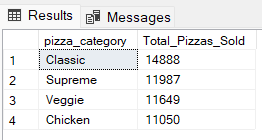 Results Messages
pizza_category Total_Pizzas_Sold
1 Classic 14888
2 Supreme 11987
3 Veggie 11649
4 Chicken 11050